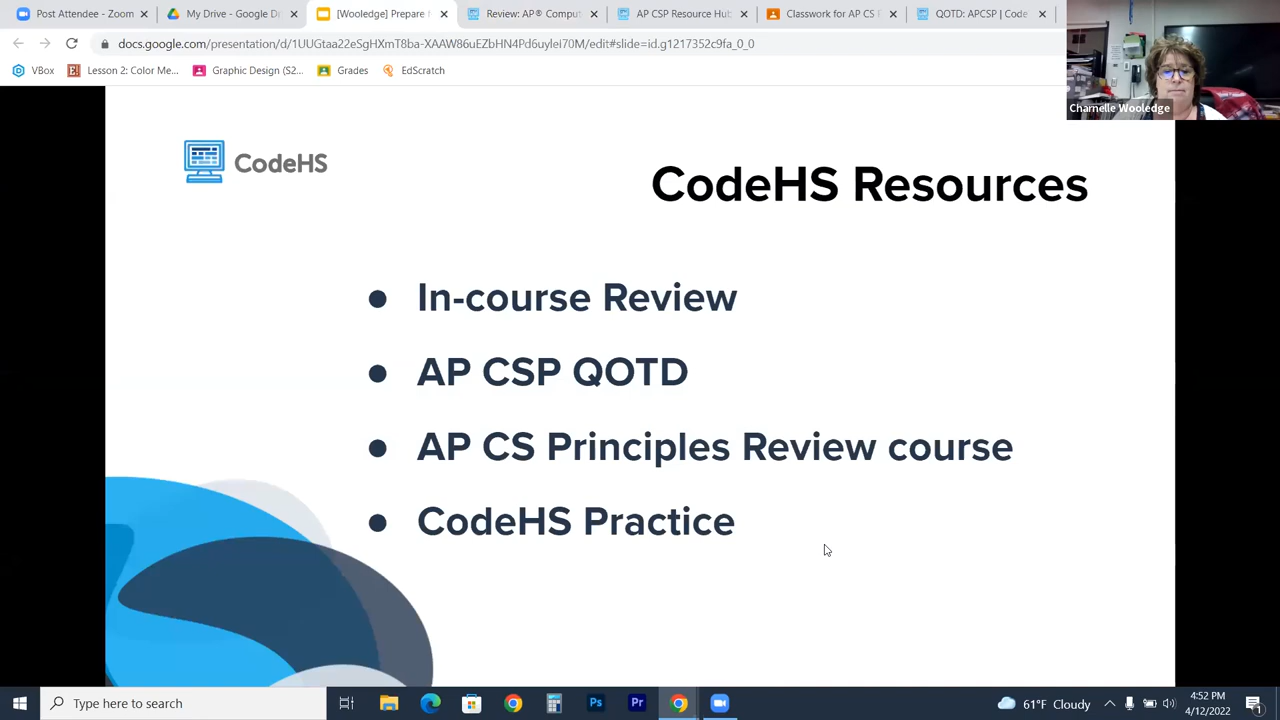 Post Attendee - Zoom
My Drive - Google D
[Wooledge] Prepare
Review: AP® Comput
AP CSP Resource Hub
Classwork for AP CS
QOTD: APCSP | Code
docs.google.com/presentation/d/
/edit#slide=id.g1217352c9fa_0_0
VBox
Lesson 2: Color Me...
Graphic Design (S2...
Grades
EdScratch
Charnelle Wooledge
CodeHS
CodeHS Resources
● In-course Review
● AP CSP QOTD
● AP CS Principles Review course
● CodeHS Practice
Type here to search
Ps
Pr
61°F Cloudy
4:52 PM
4/12/2022
1